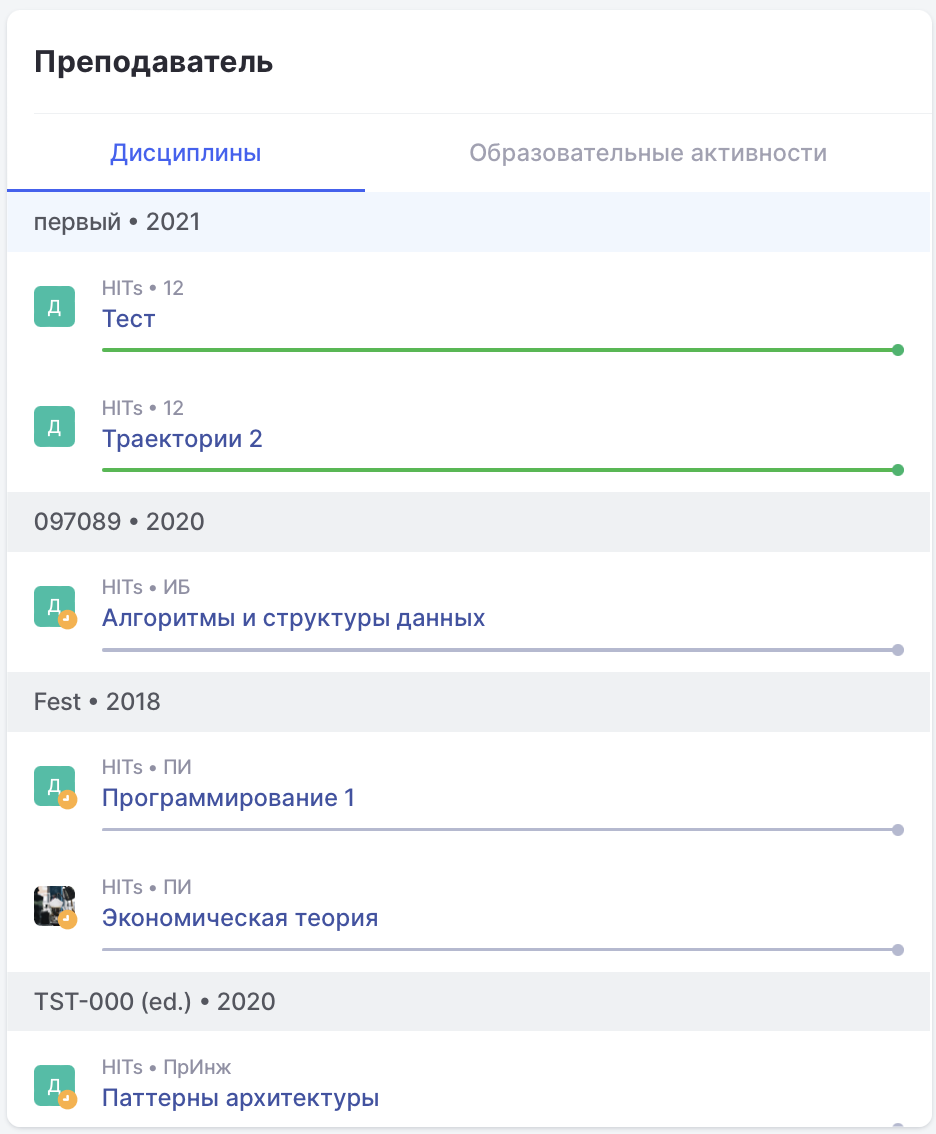 Преподаватель
Дисциплины
Образовательные активности
первый • 2021
HITs • 12
Д
Тест
HITs • 12
Д
Траектории 2
097089 • 2020
HITs • ИБ
Д
Алгоритмы и структуры данных
Fest • 2018
HITs • ПИ
Д
Программирование 1
HITs • ПИ
Экономическая теория
TST-000 (ed.) • 2020
HITs • ПрИнж
Д
Паттерны архитектуры